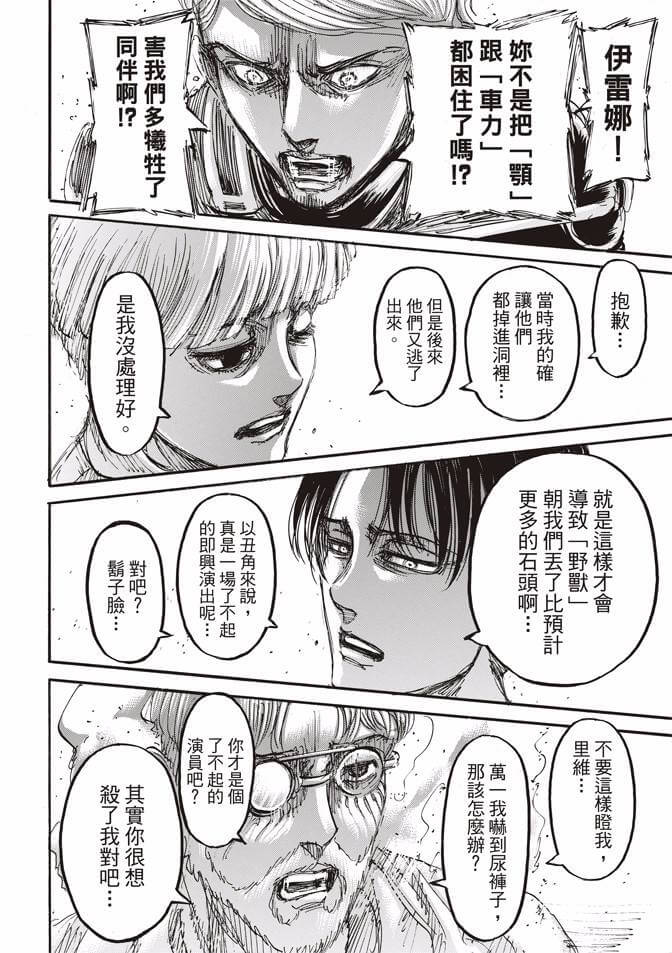 伊雷娜！
妳不是把「顎」
跟「車力」
都困住了嗎!?
害我們多犧牲了
同伴啊!?
抱歉…
當時我的確
讓他們
都掉進洞裡…
但是後來
他們又逃了
出來。
是我沒處理好。
就是這樣才會
導致「野獸」
朝我們丟了比預計
更多的石頭啊…
以丑角來說，
真是一場了不起
的即興演出呢…
對吧？
鬍子臉…
不要這樣瞪我，
里維…
萬一我嚇到尿褲子，
那該怎麼辦？
你才是個
了不起的
演員吧？
其實你很想
殺了我對吧…